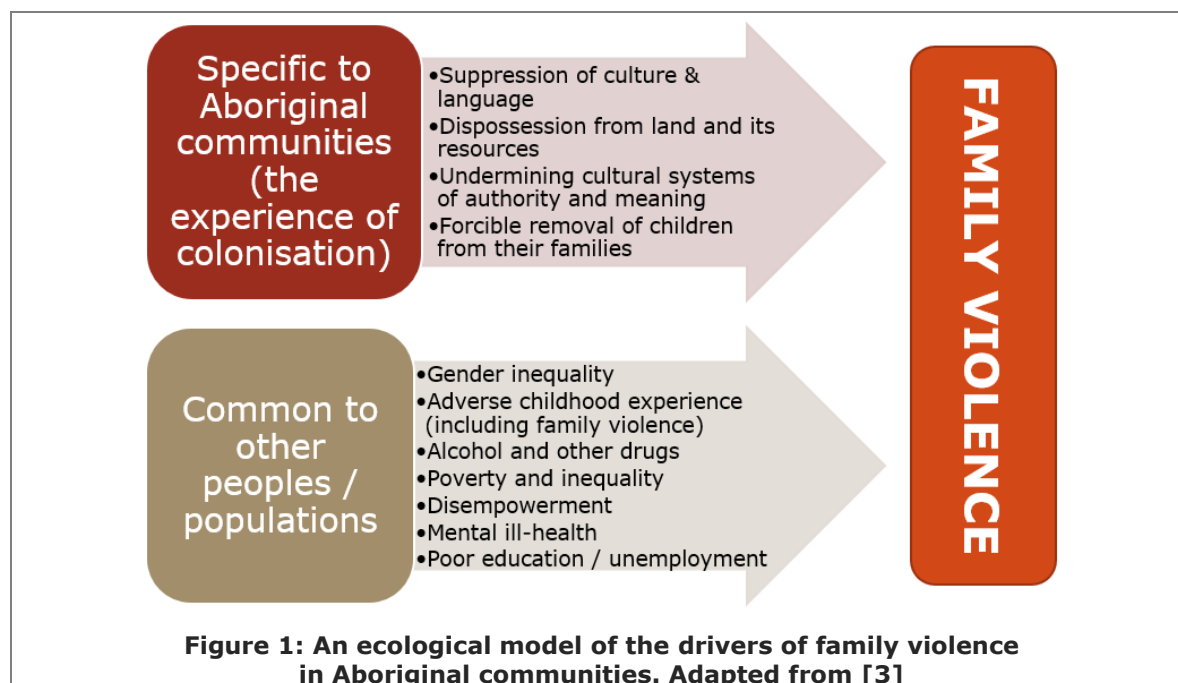 Specific to
Aboriginal
communities
(the
experience of
colonisation)
•Suppression of culture &
language
•Dispossession from land and its
resources
•Undermining cultural systems
of authority and meaning
•Forcible removal of children
from their families
Common to
other
peoples /
populations
•Gender inequality
•Adverse childhood experience
(including family violence)
•Alcohol and other drugs
•Poverty and inequality
•Disempowerment
•Mental ill-health
•Poor education / unemployment
FAMILY VIOLENCE
Figure 1: An ecological model of the drivers of family violence
in Aboriginal communities. Adapted from [3]